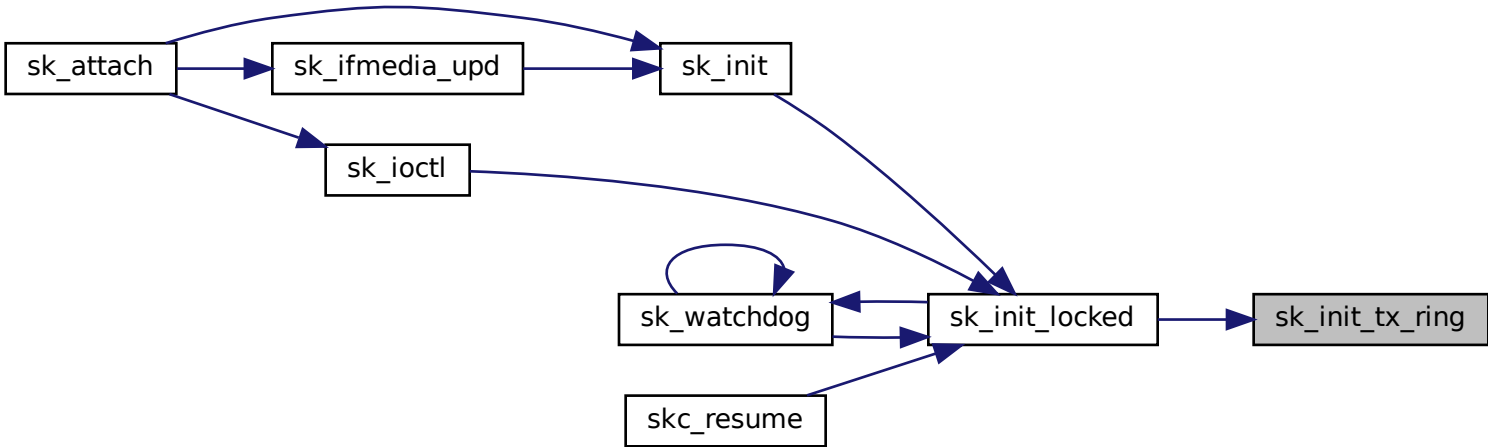 sk_attach
sk_ifmedia_upd
sk_init
sk_ioctl
sk_watchdog
sk_init_locked
sk_init_tx_ring
skc_resume